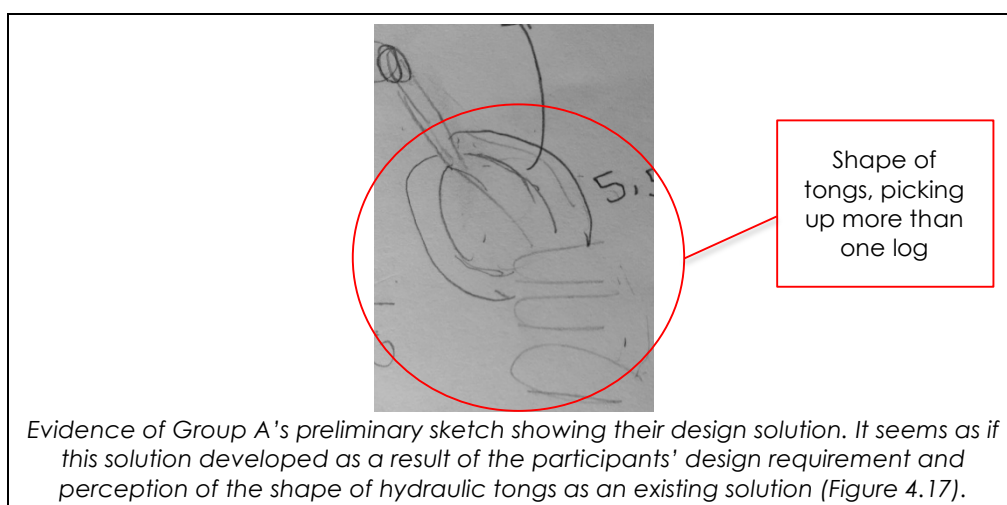 5,5
Shape of
tongs, picking
up more than
one log
Evidence of Group A's preliminary sketch showing their design solution. It seems as if
this solution developed as a result of the participants' design requirement and
perception of the shape of hydraulic tongs as an existing solution (Figure 4.17).